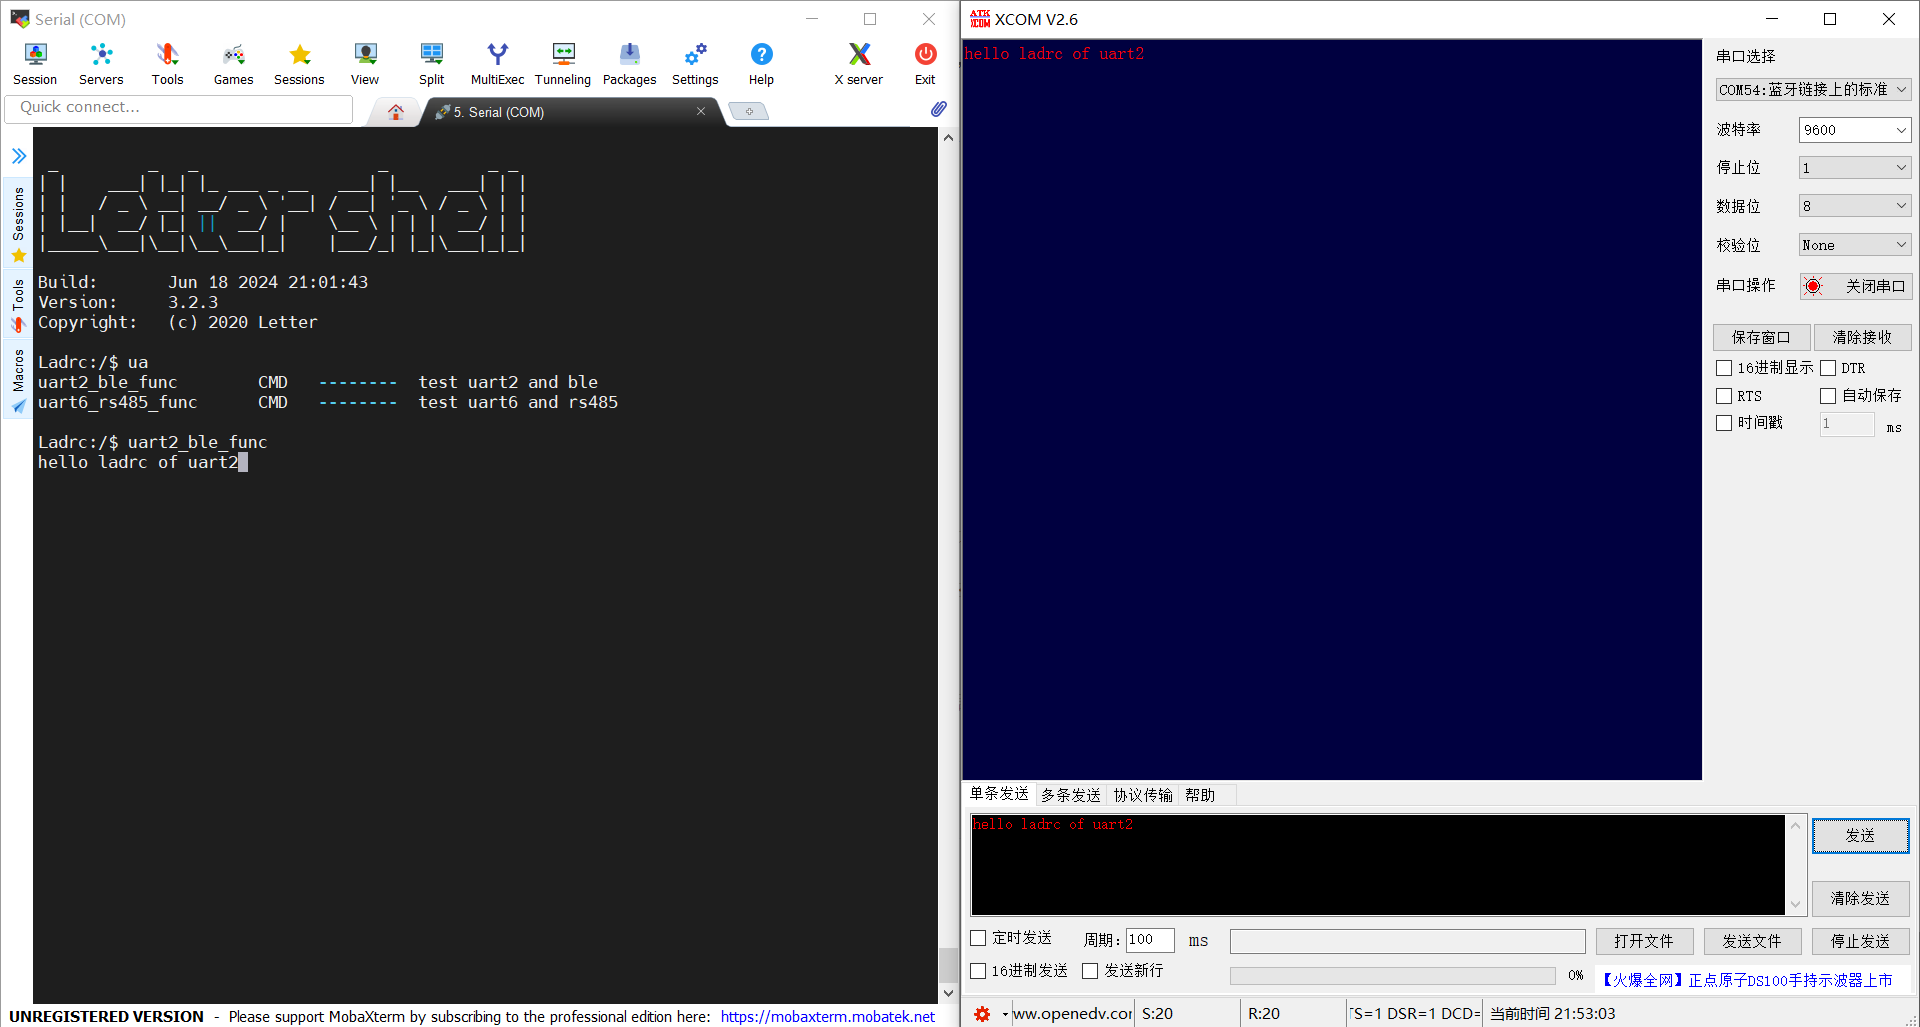 Serial (COM)
Session Servers Tools Games Sessions View Split MultiExec Tunneling Packages Settings Help X server Exit
Quick connect...
5. Serial (COM)
Sessions
Tools
Macros
Letter shell
Build: Jun 18 2024 21:01:43
Version: 3.2.3
Copyright: (c) 2020 Letter
Ladrc:/$ ua
uart2_ble_func CMD -------- test uart2 and ble
uart6_rs485_func CMD -------- test uart6 and rs485
Ladrc:/$ uart2_ble_func
hello ladrc of uart2
UNREGISTERED VERSION - Please support MobaXterm by subscribing to the professional edition here: https://mobaxterm.mobatek.net
ATK XCOM
XCOM V2.6
hello ladrc of uart2
串口选择
COM54:蓝牙链接上的标准
波特率 9600
停止位 1
数据位 8
校验位 None
串口操作 关闭串口
保存窗口 清除接收
16进制显示 DTR
RTS 自动保存
时间戳 1 ms
单条发送 多条发送 协议传输 帮助
hello ladrc of uart2
发送
清除发送
定时发送 周期: 100 ms 打开文件 发送文件 停止发送
16进制发送 发送新行 0% 【火爆全网】正点原子DS100手持示波器上市
ww.openedv.com S:20 R:20 TS=1 DSR=1 DCD= 当前时间 21:53:03